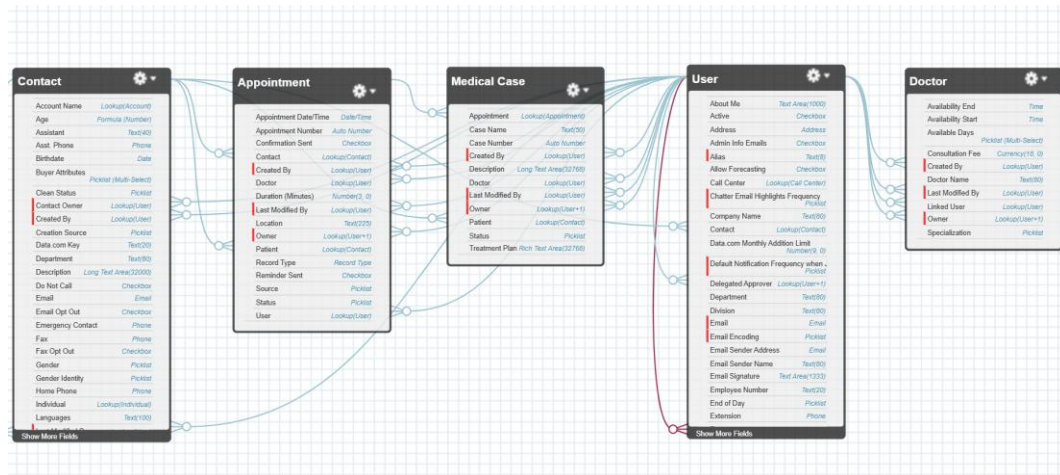 Contact
Account Name Lookup(Account)
Age Formula (Number)
Assistant Text(40)
Asst. Phone Phone
Birthdate Date
Buyer Attributes
Picklist (Multi-Select)
Clean Status Picklist
Contact Owner Lookup(User)
Created By Lookup(User)
Creation Source Picklist
Data.com Key Text(20)
Department Text(80)
Description Long Text Area(32000)
Do Not Call Checkbox
Email Email
Email Opt Out Checkbox
Emergency Contact Phone
Fax Phone
Fax Opt Out Checkbox
Gender Picklist
Gender Identity Picklist
Home Phone Phone
Individual Lookup(Individual)
Languages Text(100)
Show More Fields
Appointment
Appointment Date/Time Date/Time
Appointment Number Auto Number
Confirmation Sent Checkbox
Contact Lookup(Contact)
Created By Lookup(User)
Doctor Lookup(User)
Duration (Minutes) Number(3, 0)
Last Modified By Lookup(User)
Location Text(225)
Owner Lookup(User+1)
Patient Lookup(Contact)
Record Type Record Type
Reminder Sent Checkbox
Source Picklist
Status Picklist
User Lookup(User)
Medical Case
Appointment Lookup(Appointment)
Case Name Text(50)
Case Number Auto Number
Created By Lookup(User)
Description Long Text Area(32768)
Doctor Lookup(User)
Last Modified By Lookup(User)
Owner Lookup(User+1)
Patient Lookup(Contact)
Status Picklist
Treatment Plan Rich Text Area(32768)
User
About Me Text Area(1000)
Active Checkbox
Address Address
Admin Info Emails Checkbox
Alias Text(8)
Allow Forecasting Checkbox
Call Center Lookup(Call Center)
Chatter Email Highlights Frequency
Picklist
Company Name Text(80)
Contact Lookup(Contact)
Data.com Monthly Addition Limit
Number(9, 0)
Default Notification Frequency when .
Picklist
Delegated Approver Lookup(User+1)
Department Text(80)
Division Text(80)
Email Email
Email Encoding Picklist
Email Sender Address Email
Email Sender Name Text(80)
Email Signature Text Area(1333)
Employee Number Text(20)
End of Day Picklist
Extension Phone
Show More Fields
Doctor
Availability End Time
Availability Start Time
Available Days
Picklist (Multi-Select)
Consultation Fee Currency(16, 0)
Created By Lookup(User)
Doctor Name Text(80)
Last Modified By Lookup(User)
Linked User Lookup(User)
Owner Lookup(User+1)
Specialization Picklist